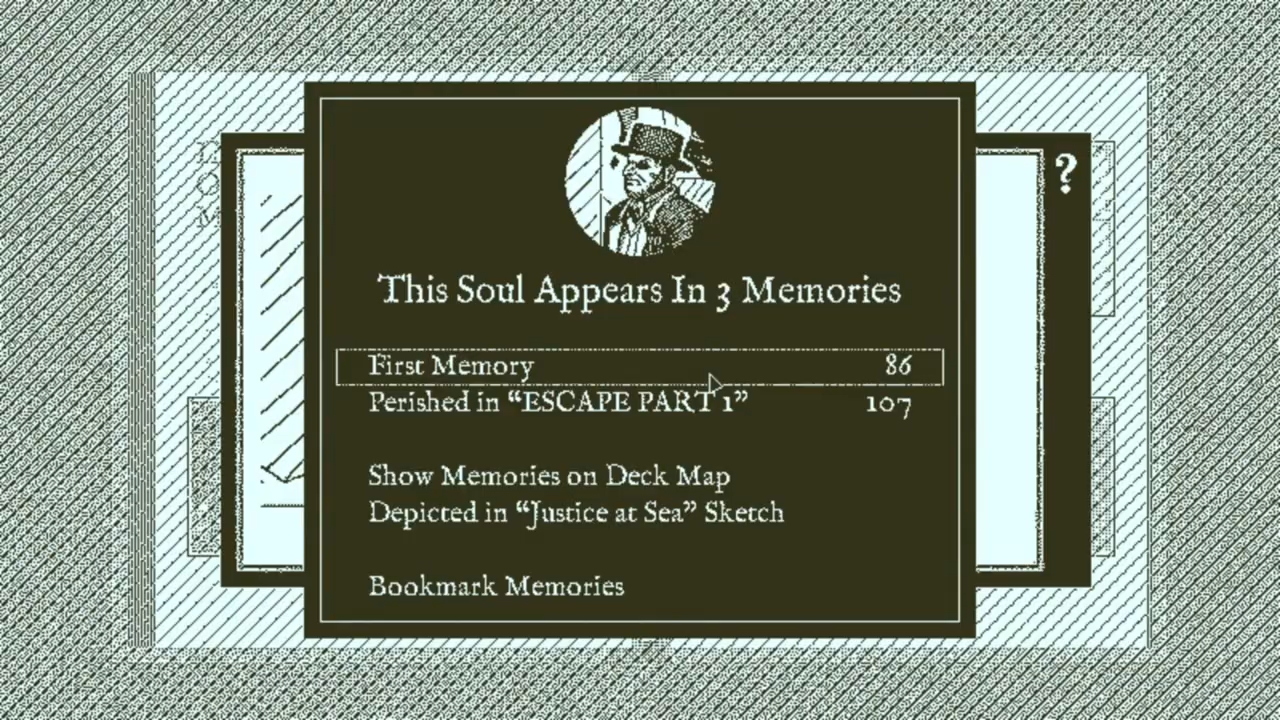 ?
This Soul Appears In 3 Memories
First Memory 86
Perished in “ESCAPE PART 1” 107
Show Memories on Deck Map
Depicted in “Justice at Sea” Sketch
Bookmark Memories